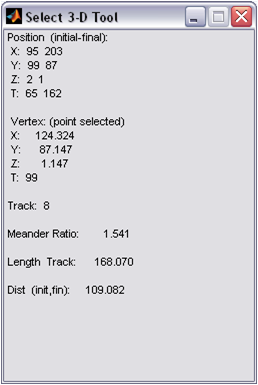 Select 3-D Tool
Position (initial-final):
X: 95 203
Y: 99 87
Z: 2 1
T: 65 162
Vertex: (point selected)
X: 124.324
Y: 87.147
Z: 1.147
T: 99
Track: 8
Meander Ratio: 1.541
Length Track: 168.070
Dist (init,fin): 109.082